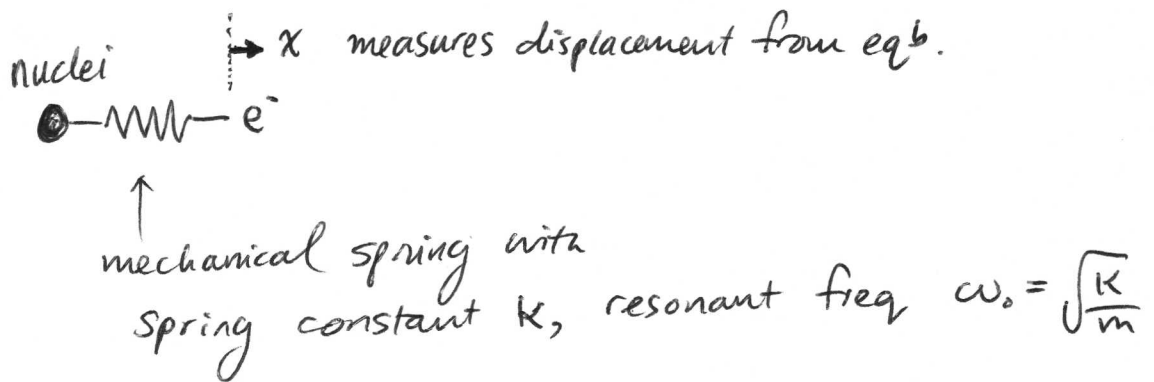 x measures displacement from eqb.
nuclei
e⁻
mechanical spring with
spring constant K, resonant freq ω₀ = √(K/m)